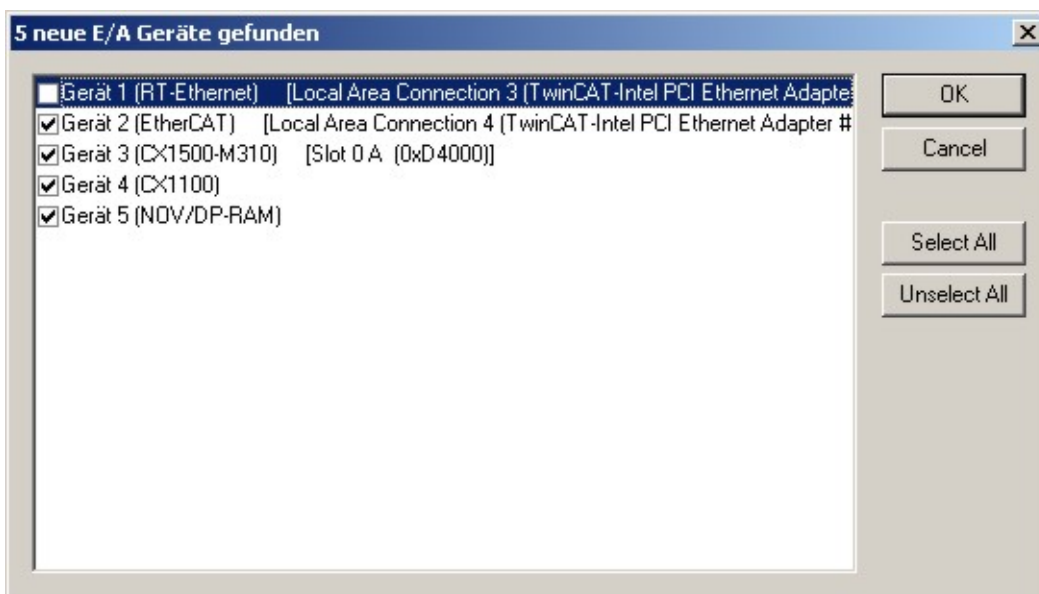 5 neue E/A Geräte gefunden
Gerät 1 (RT-Ethernet) [Local Area Connection 3 (TwinCAT-Intel PCI Ethernet Adapte
Gerät 2 (EtherCAT) [Local Area Connection 4 (TwinCAT-Intel PCI Ethernet Adapter #
Gerät 3 (CX1500-M310) [Slot 0 A (0xD4000)]
Gerät 4 (CX1100)
Gerät 5 (NOV/DP-RAM)
OK
Cancel
Select All
Unselect All